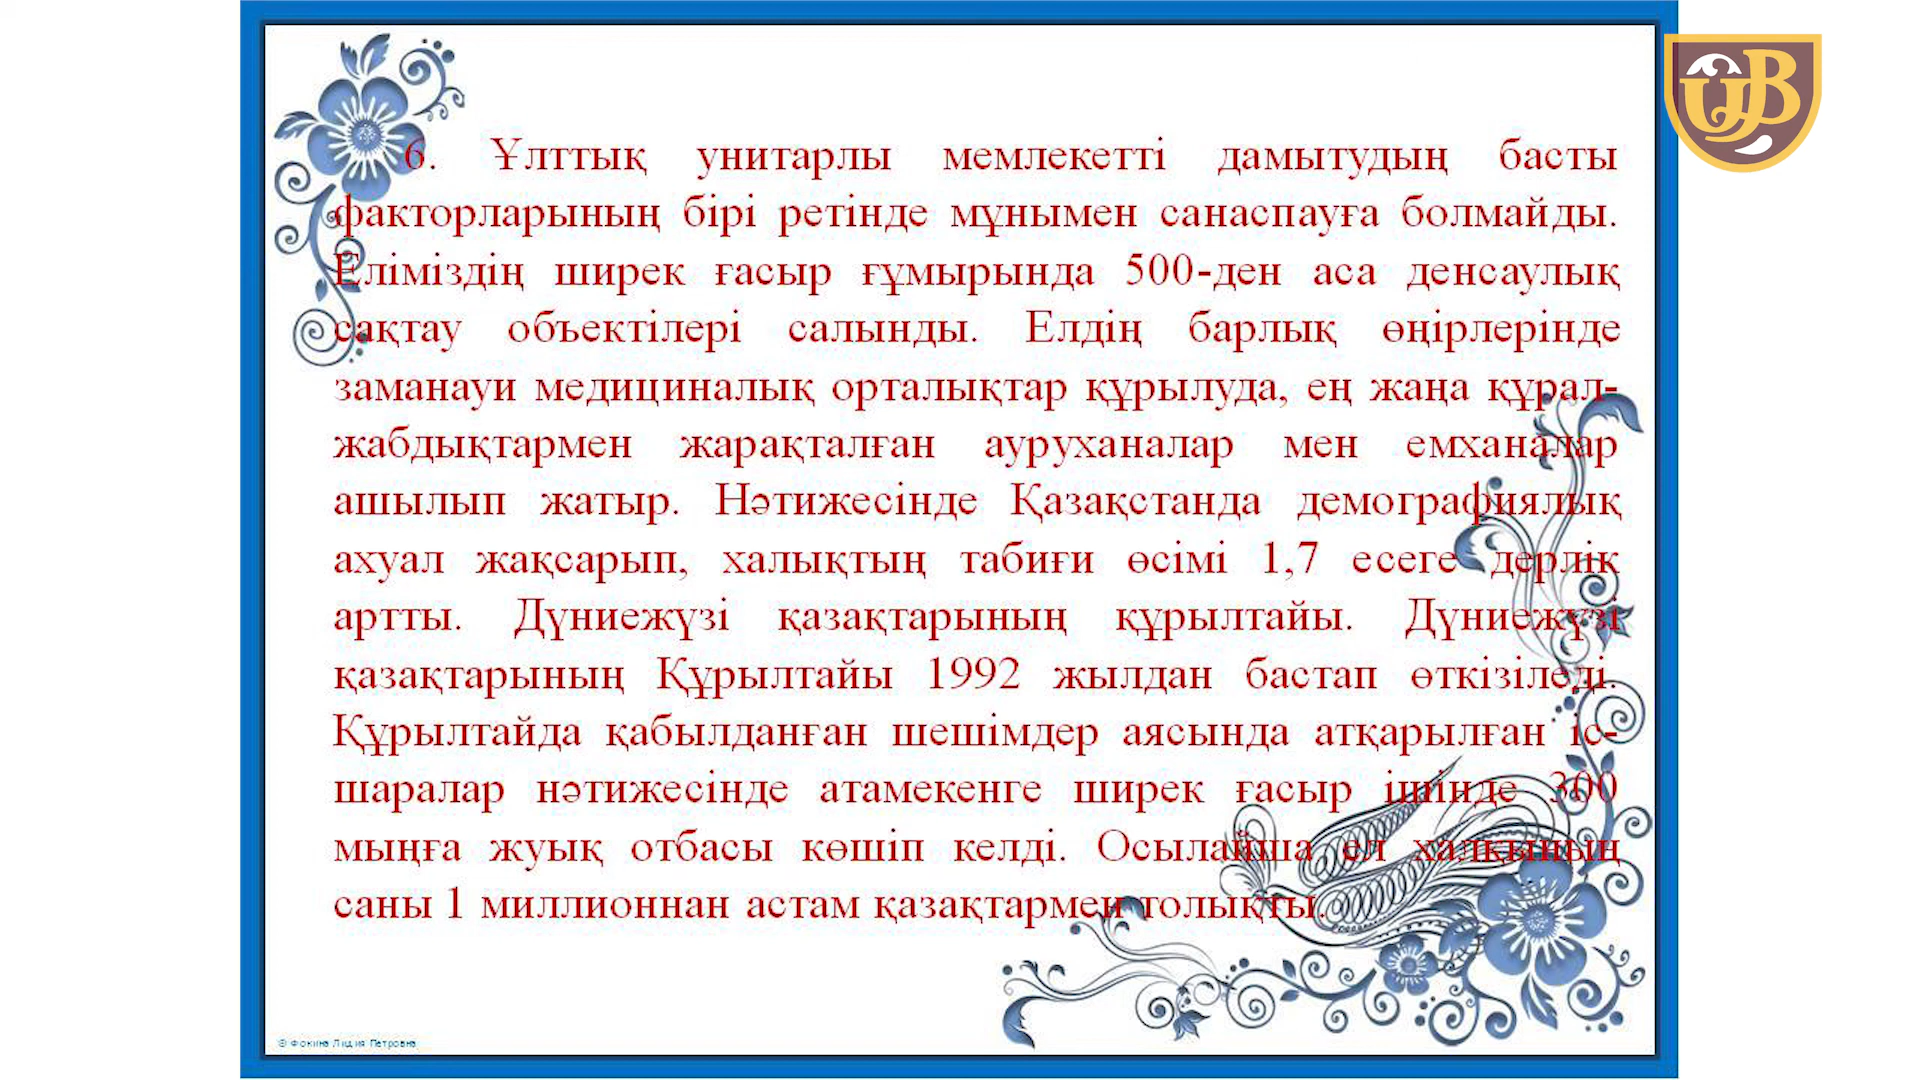 6. Ұлттық унитарлы мемлекетті дамытудың басты
факторларының бірі ретінде мұнымен санаспауға болмайды.
Еліміздің ширек ғасыр ғұмырында 500-ден аса денсаулық
сақтау объектілері салынды. Елдің барлық өңірлерінде
заманауи медициналық орталықтар құрылуда, ең жаңа құрал-
жабдықтармен жарақталған ауруханалар мен емханалар
ашылып жатыр. Нәтижесінде Қазақстанда демографиялық
ахуал жақсарып, халықтың табиғи өсімі 1,7 есеге дерлік
артты. Дүниежүзі қазақтарының құрылтайы. Дүниежүзі
қазақтарының Құрылтайы 1992 жылдан бастап өткізіледі.
Құрылтайда қабылданған шешімдер аясында атқарылған іс-
шаралар нәтижесінде атамекенге ширек ғасыр ішінде 300
мыңға жуық отбасы көшіп келді. Осылайша ел халқының
саны 1 миллионнан астам қазақтармен толықты.
© Фокина Лидия Петровна